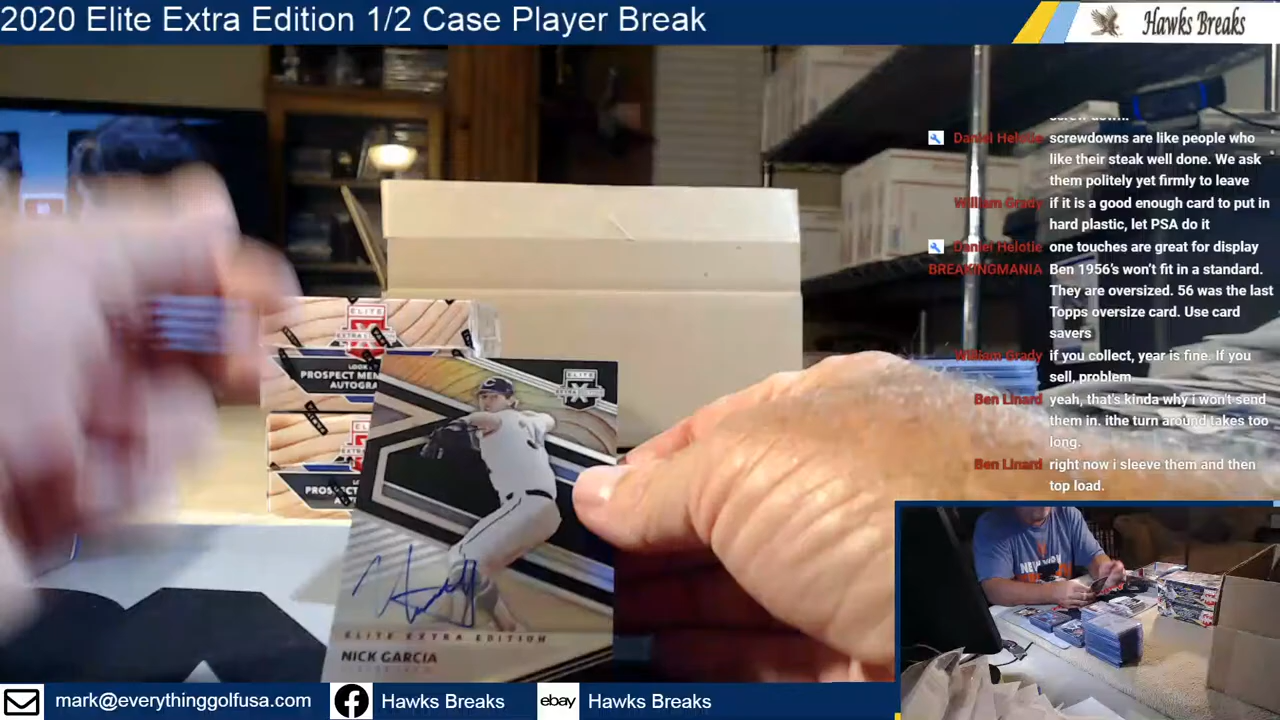 2020 Elite Extra Edition 1/2 Case Player Break
Hawks Breaks
Daniel Helotie screwdowns are like people who
like their steak well done. We ask
them politely yet firmly to leave
William Grady if it is a good enough card to put in
hard plastic, let PSA do it
Daniel Helotie one touches are great for display
BREAKINGMANIA Ben 1956's won't fit in a standard.
They are oversized. 56 was the last
Topps oversize card. Use card
savers
William Grady if you collect, year is fine. If you
sell, problem
Ben Linard yeah, that's kinda why i won't send
them in. ithe turn around takes too
long.
Ben Linard right now i sleeve them and then
top load.
ELITE
EXTRA
LOOK
PROSPECT
AUTOGRA
PROS
ELITE
X
ELITE EXTRA EDITION
NICK GARCIA
mark@everythinggolfusa.com
Hawks Breaks
ebay
Hawks Breaks